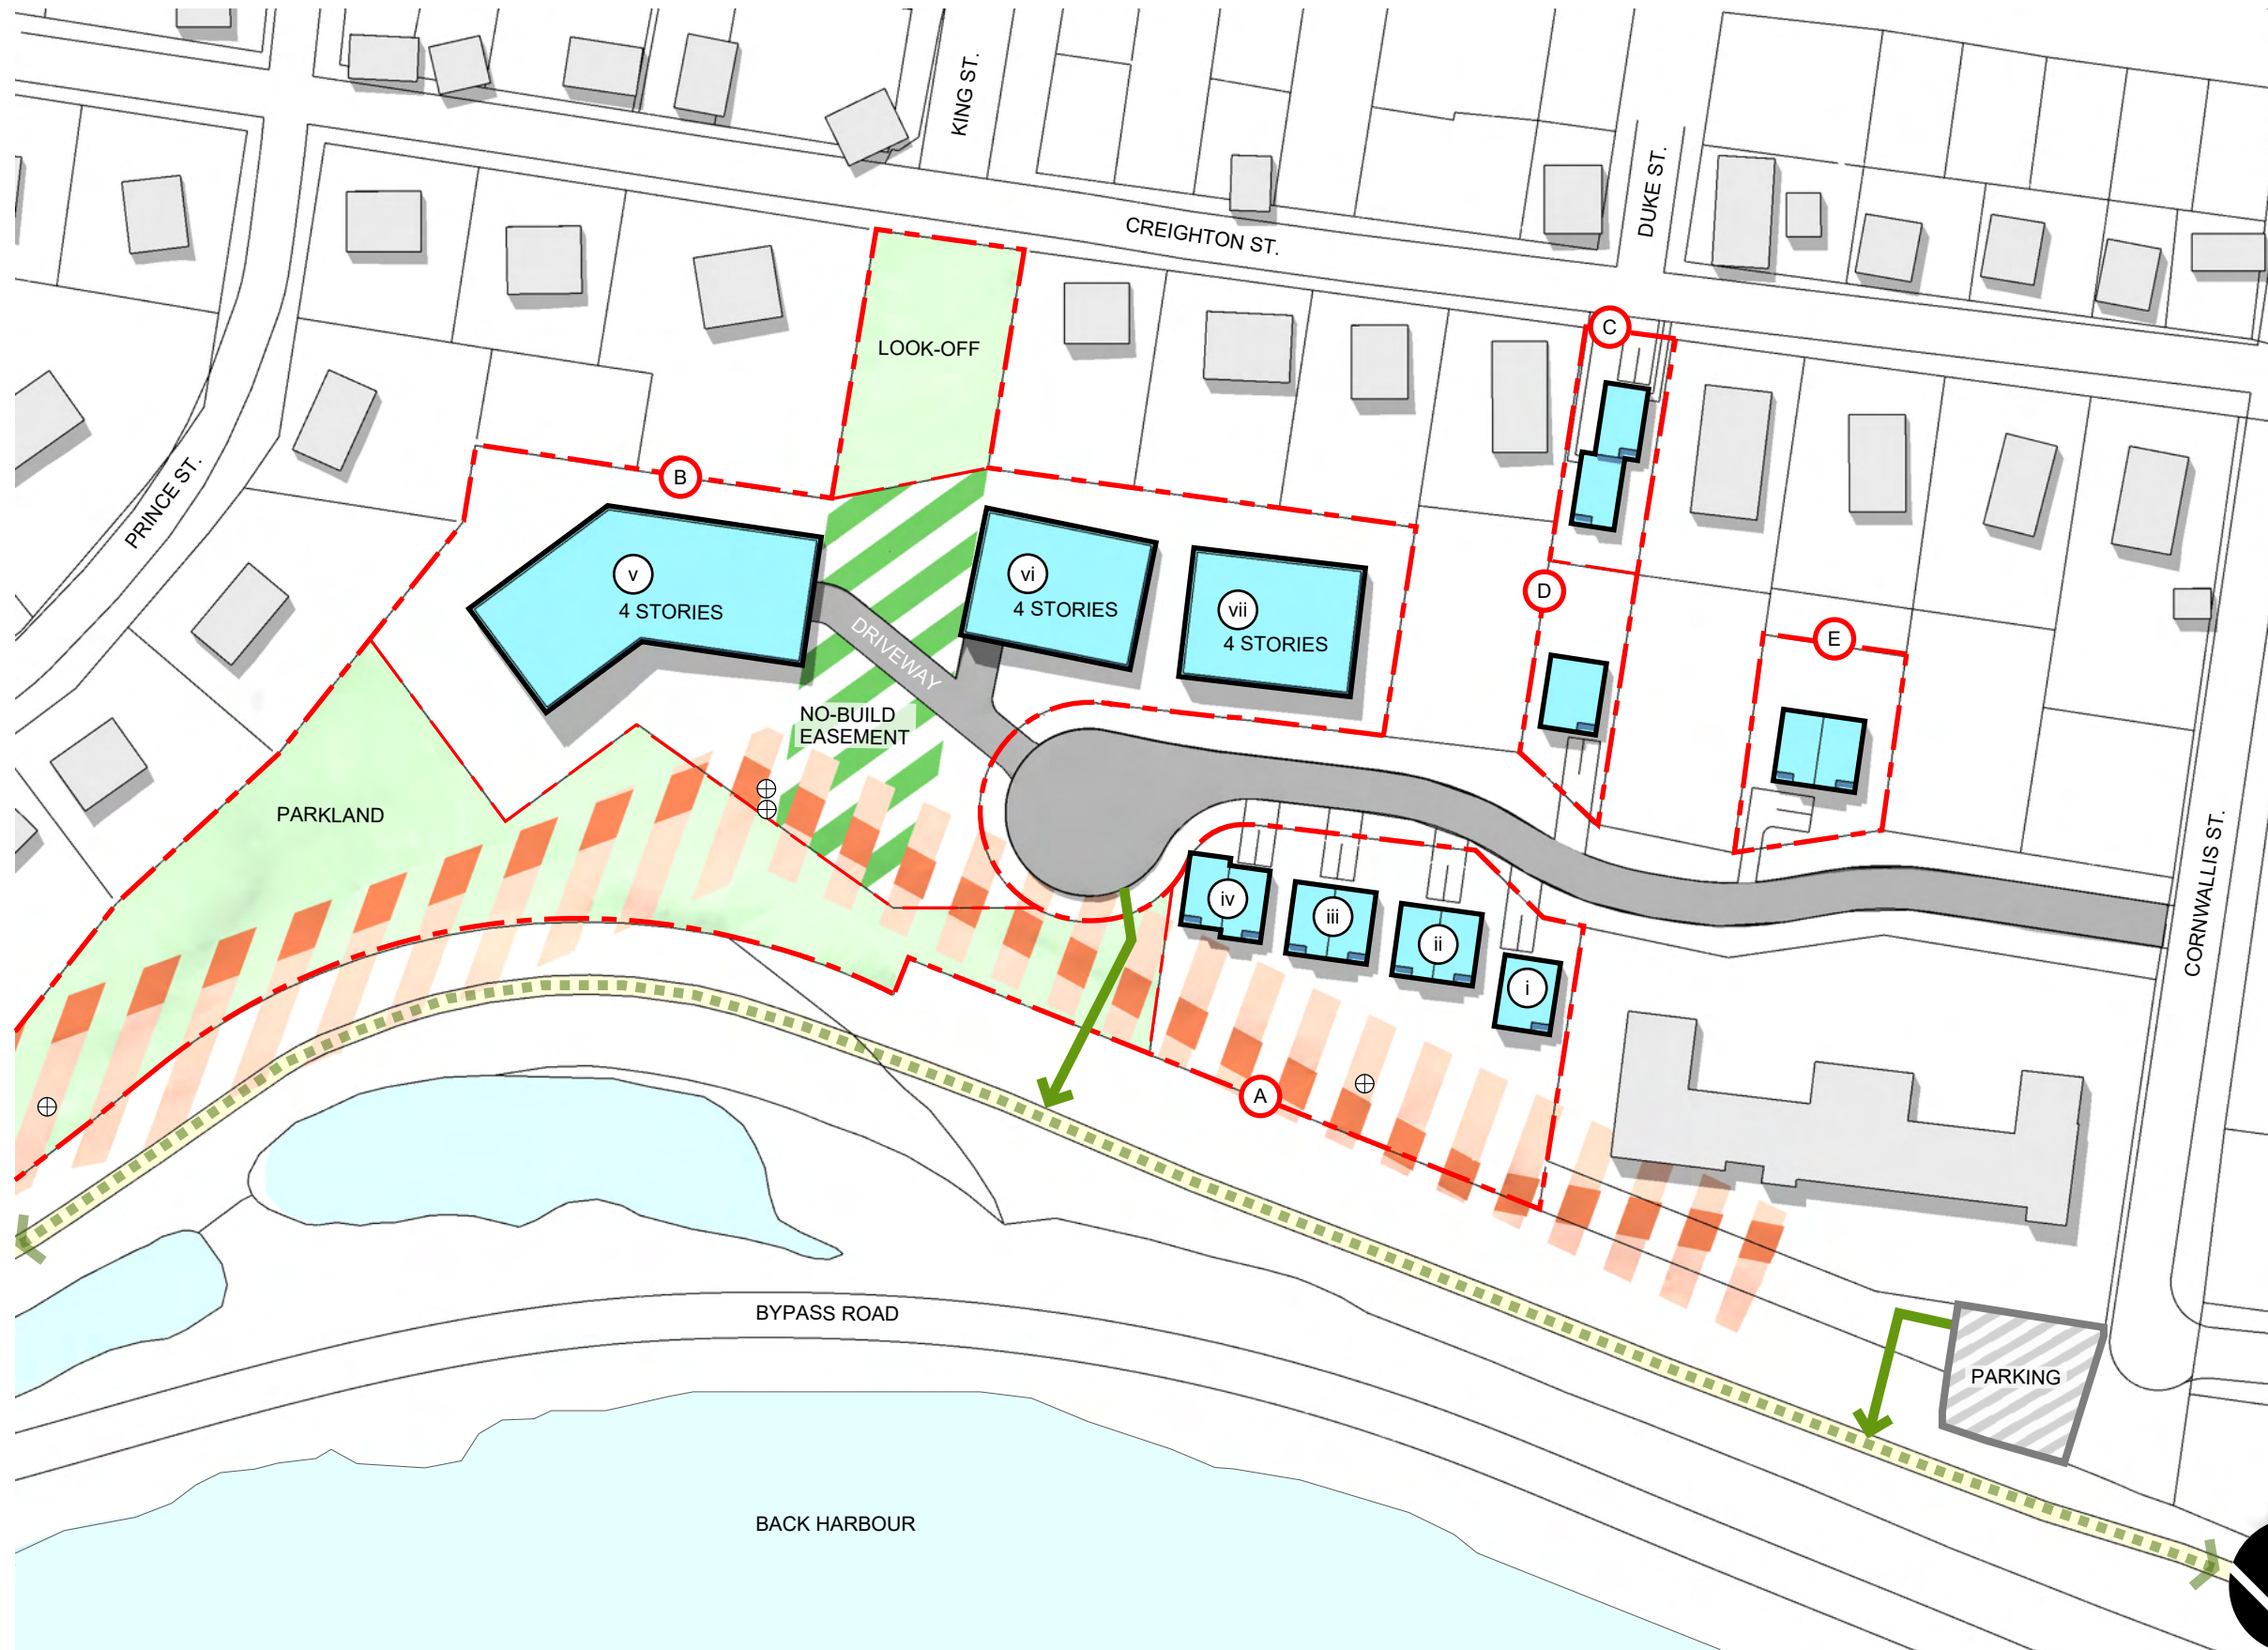 KING ST.
DUKE ST.
CREIGHTON ST.
C
LOOK-OFF
B
PRINCE ST.
v
4 STORIES
vi
4 STORIES
vii
4 STORIES
D
E
DRIVEWAY
NO-BUILD
EASEMENT
PARKLAND
iv
iii
ii
i
CORNWALLIS ST.
A
BYPASS ROAD
PARKING
BACK HARBOUR